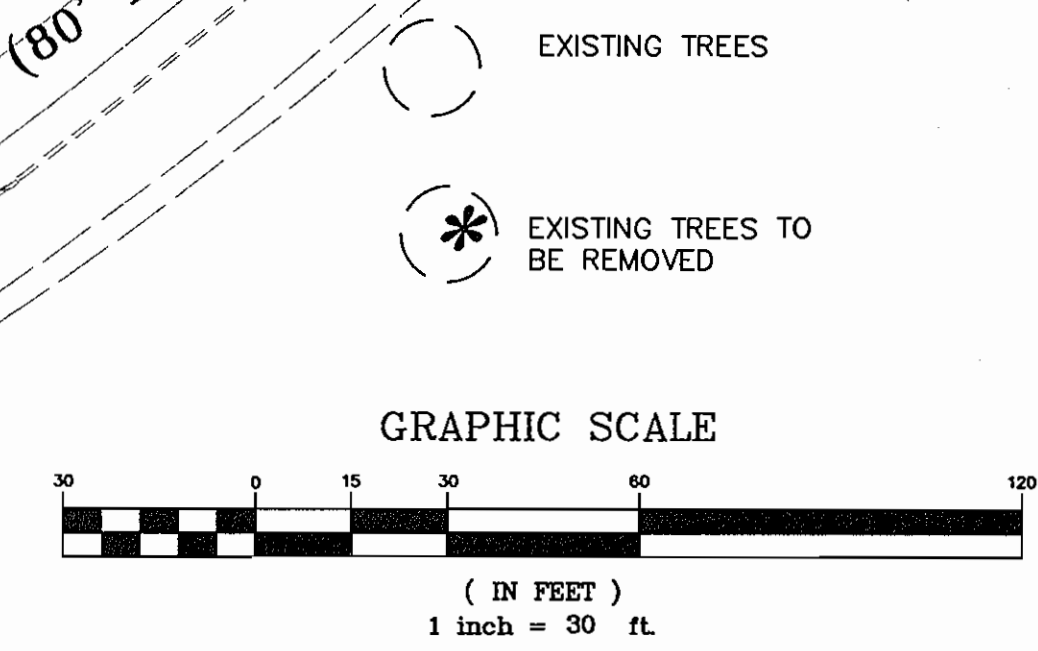 (80'
EXISTING TREES
EXISTING TREES TO
BE REMOVED
GRAPHIC SCALE
30 0 15 30 60 120
( IN FEET )
1 inch = 30 ft.